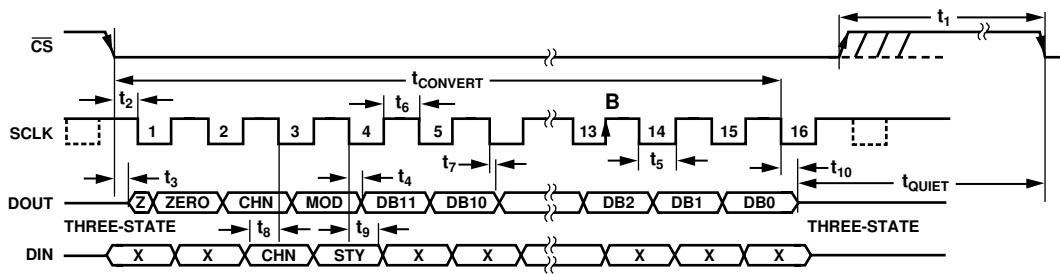 t1
CS
tCONVERT
t2
t6
B
SCLK
1 2 3 4 5 13 14 15 16
t7
t5
t10
t3
t4
tQUIET
DOUT
Z ZERO CHN MOD DB11 DB10 DB2 DB1 DB0
THREE-STATE
t8
t9
THREE-STATE
DIN
X X CHN STY X X X X X